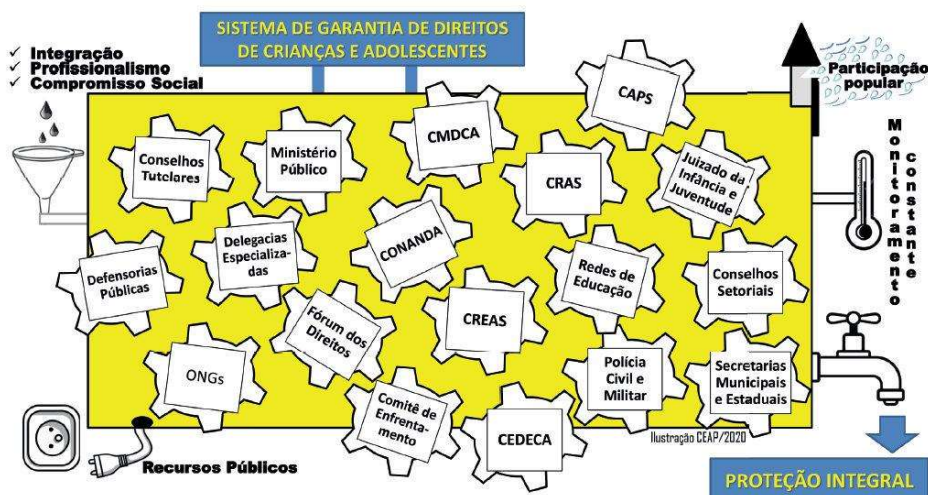 SISTEMA DE GARANTIA DE DIREITOS
DE CRIANÇAS E ADOLESCENTES
✓ Integração
✓ Profissionalismo
✓ Compromisso Social
Participação
popular
CAPS
CMDCA
Ministério
Público
Conselhos
Tutelares
CRAS
Juizado da
Infância e
Juventude
Monitoramento
constante
Delegacias
Especializa-
das
CONANDA
Defensorias
Públicas
Redes de
Educação
Conselhos
Setoriais
Fórum dos
Direitos
CREAS
ONGs
Polícia
Civil e
Militar
Secretarias
Municipais
e Estaduais
Comitê de
Enfrenta-
mento
CEDECA
Ilustração CEAP/2020
Recursos Públicos
PROTEÇÃO INTEGRAL